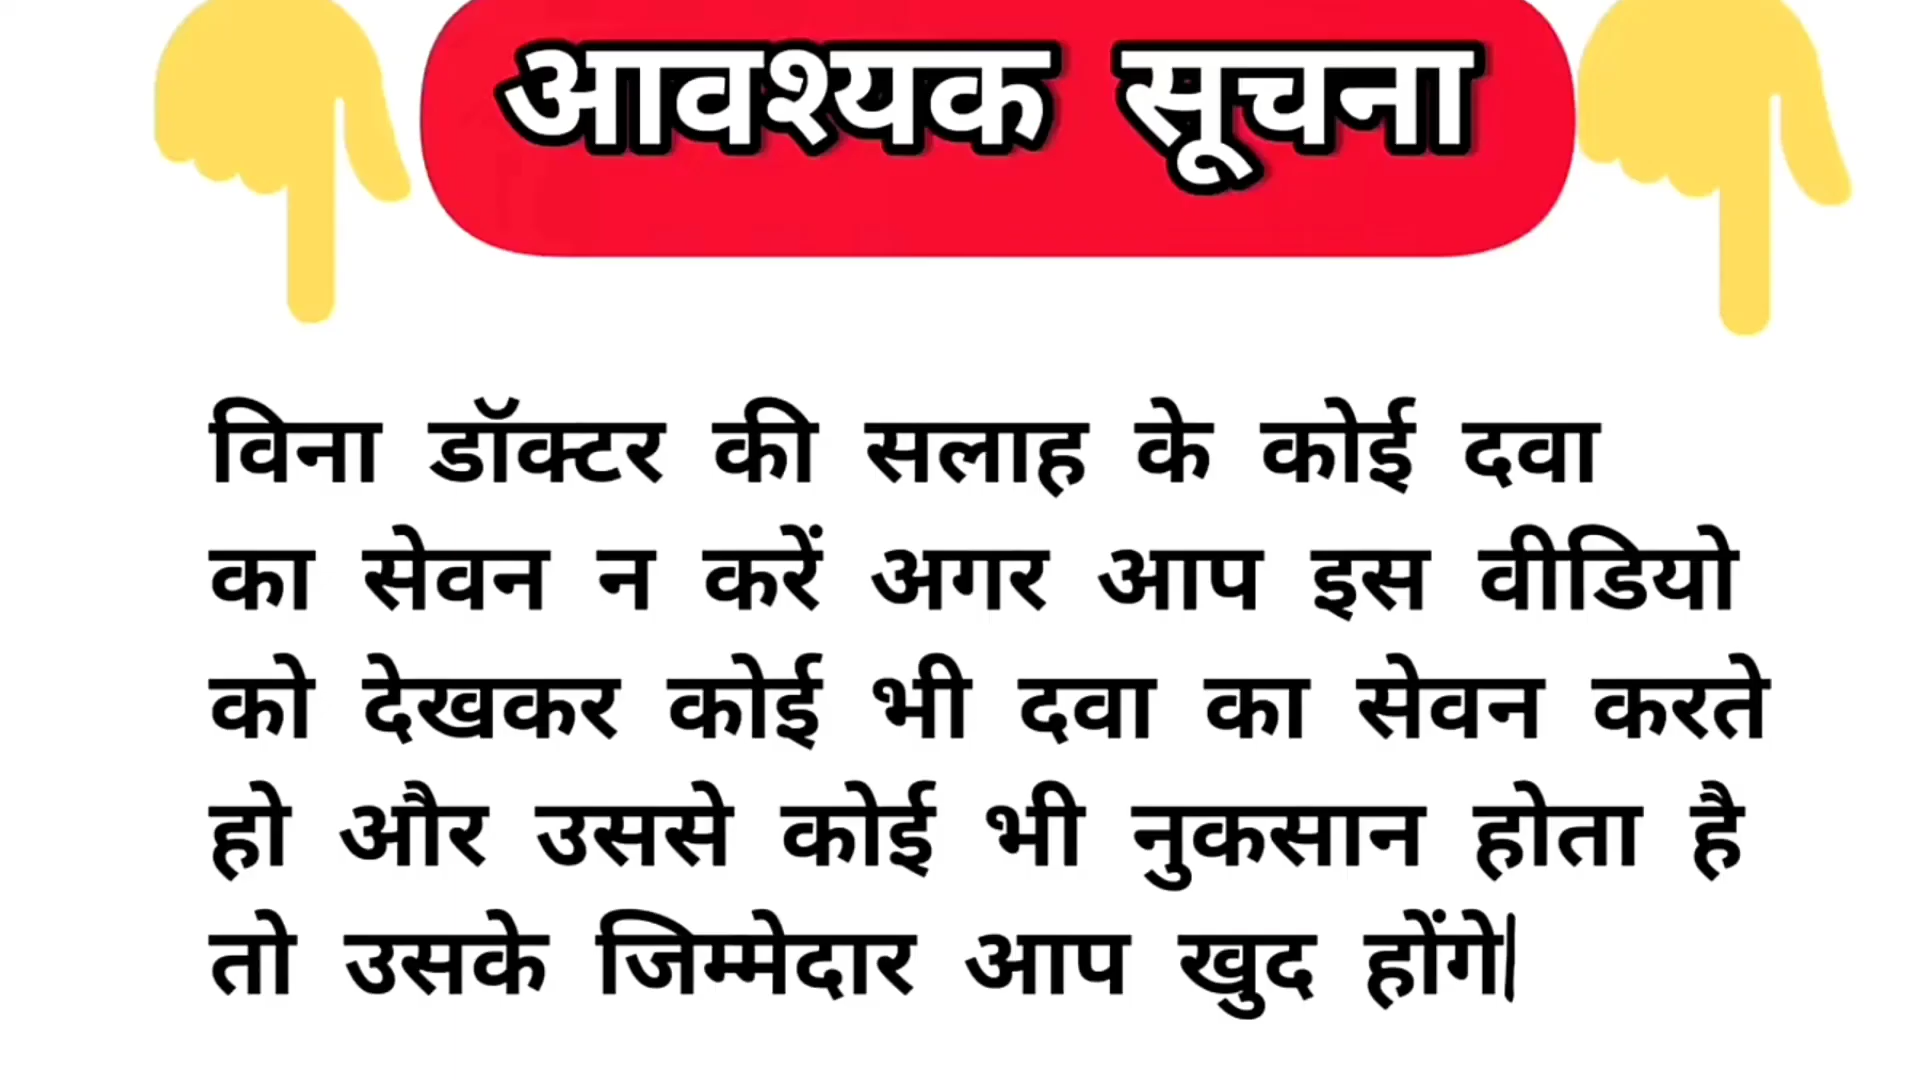 आवश्यक सूचना
विना डॉक्टर की सलाह के कोई दवा
का सेवन न करें अगर आप इस वीडियो
को देखकर कोई भी दवा का सेवन करते
हो और उससे कोई भी नुकसान होता है
तो उसके जिम्मेदार आप खुद होंगे|